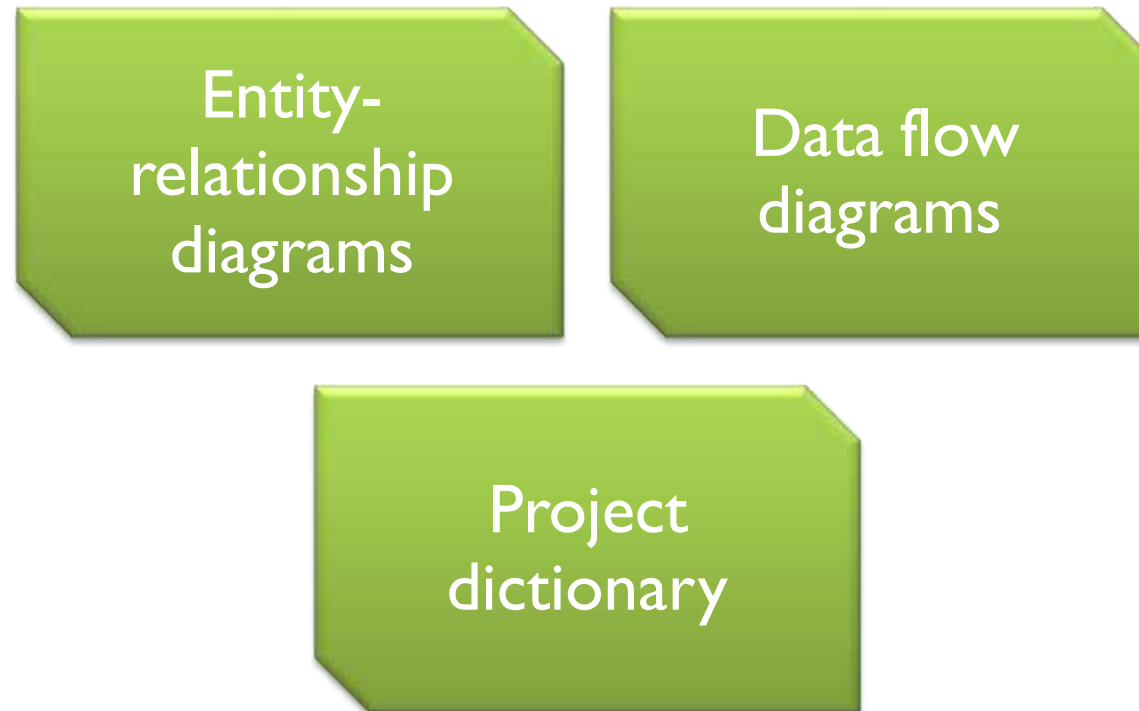 Entity-
relationship
diagrams
Data flow
diagrams
Project
dictionary